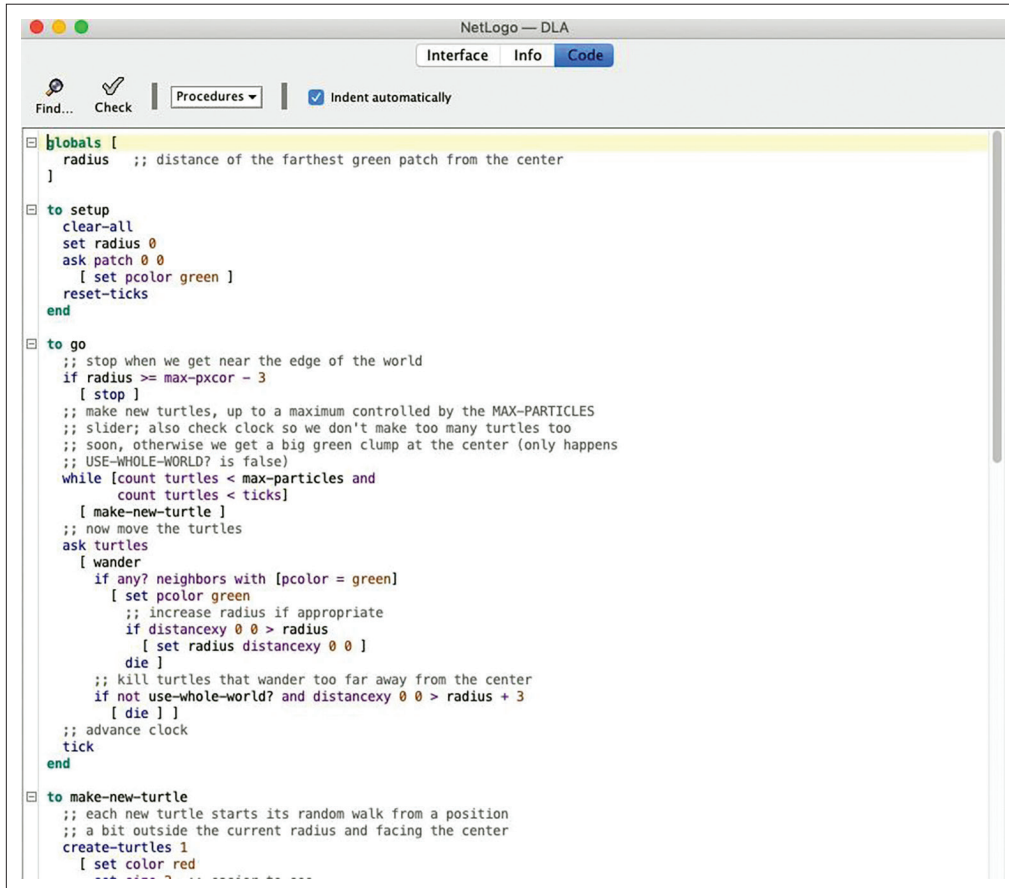 NetLogo — DLA
Interface Info Code
Find... Check Procedures Indent automatically
globals [
  radius   ;; distance of the farthest green patch from the center
]
to setup
  clear-all
  set radius 0
  ask patch 0 0
    [ set pcolor green ]
  reset-ticks
end
to go
  ;; stop when we get near the edge of the world
  if radius >= max-pxcor - 3
    [ stop ]
  ;; make new turtles, up to a maximum controlled by the MAX-PARTICLES
  ;; slider; also check clock so we don't make too many turtles too
  ;; soon, otherwise we get a big green clump at the center (only happens
  ;; USE-WHOLE-WORLD? is false)
  while [count turtles < max-particles and
         count turtles < ticks]
    [ make-new-turtle ]
  ;; now move the turtles
  ask turtles
    [ wander
      if any? neighbors with [pcolor = green]
        [ set pcolor green
          ;; increase radius if appropriate
          if distancexy 0 0 > radius
            [ set radius distancexy 0 0 ]
          die ]
      ;; kill turtles that wander too far away from the center
      if not use-whole-world? and distancexy 0 0 > radius + 3
        [ die ] ]
  ;; advance clock
  tick
end
to make-new-turtle
  ;; each new turtle starts its random walk from a position
  ;; a bit outside the current radius and facing the center
  create-turtles 1
    [ set color red